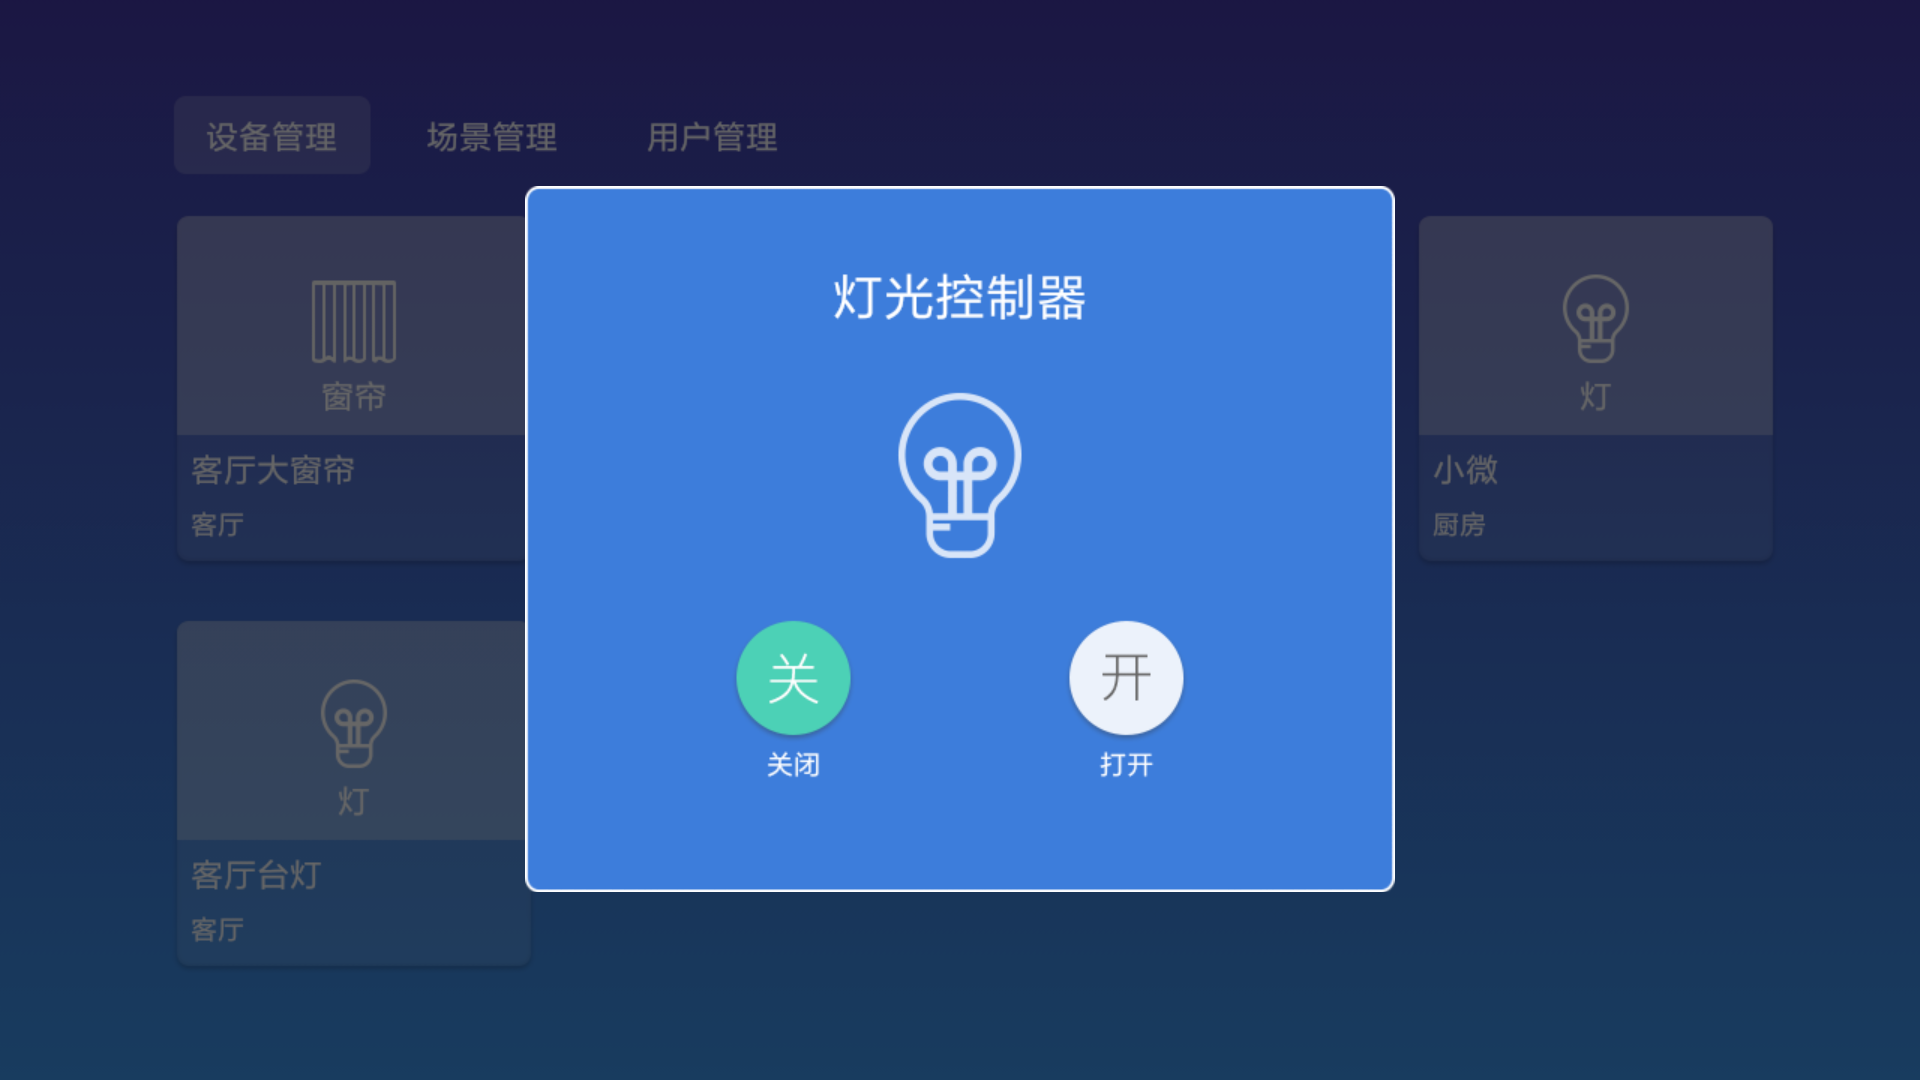 设备管理
场景管理
用户管理
窗帘
客厅大窗帘
客厅
灯光控制器
关
关闭
开
打开
灯
小微
厨房
灯
客厅台灯
客厅